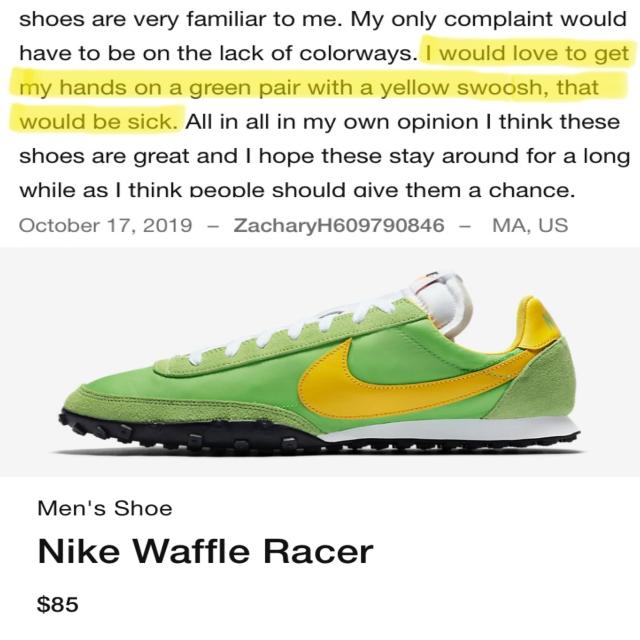 shoes are very familiar to me. My only complaint would
have to be on the lack of colorways. I would love to get
my hands on a green pair with a yellow swoosh, that
would be sick. All in all in my own opinion I think these
shoes are great and I hope these stay around for a long
while as I think people should give them a chance.
October 17, 2019 – ZacharyH609790846 – MA, US
Men's Shoe
Nike Waffle Racer
$85